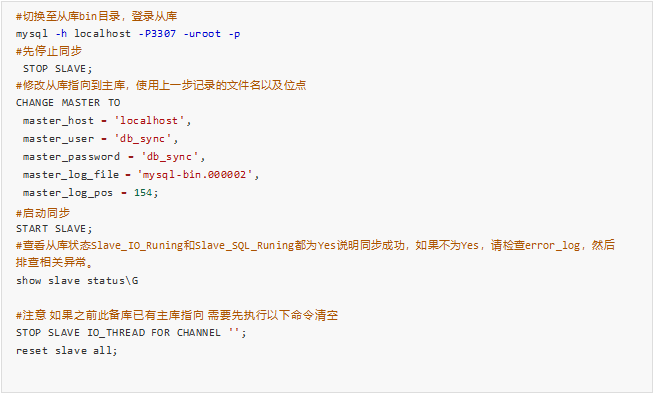 #切换至从库bin目录，登录从库
mysql -h localhost -P3307 -uroot -p
#先停止同步
STOP SLAVE;
#修改从库指向到主库，使用上一步记录的文件名以及位点
CHANGE MASTER TO
master_host = 'localhost',
master_user = 'db_sync',
master_password = 'db_sync',
master_log_file = 'mysql-bin.000002',
master_log_pos = 154;
#启动同步
START SLAVE;
#查看从库状态Slave_IO_Runing和Slave_SQL_Runing都为Yes说明同步成功，如果不为Yes，请检查error_log，然后
排查相关异常。
show slave status\G
#注意 如果之前此备库已有主库指向 需要先执行以下命令清空
STOP SLAVE IO_THREAD FOR CHANNEL '';
reset slave all;